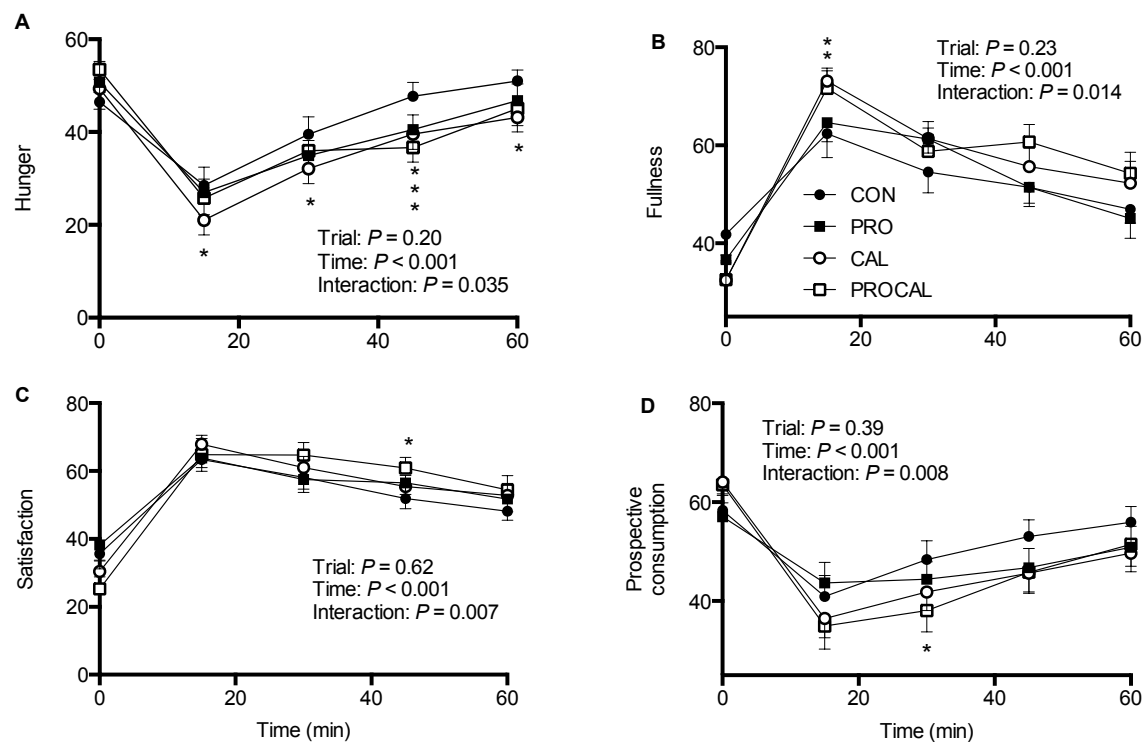 A
60
40
20
0
Hunger
*
*
*
*
*
*
Trial: P = 0.20
Time: P < 0.001
Interaction: P = 0.035
0
20
40
60
B
80
60
40
Fullness
*
*
Trial: P = 0.23
Time: P < 0.001
Interaction: P = 0.014
CON
PRO
CAL
PROCAL
0
20
40
60
C
80
60
40
20
0
Satisfaction
*
Trial: P = 0.62
Time: P < 0.001
Interaction: P = 0.007
0
20
40
60
Time (min)
D
80
60
40
Prospective
consumption
Trial: P = 0.39
Time: P < 0.001
Interaction: P = 0.008
*
0
20
40
60
Time (min)